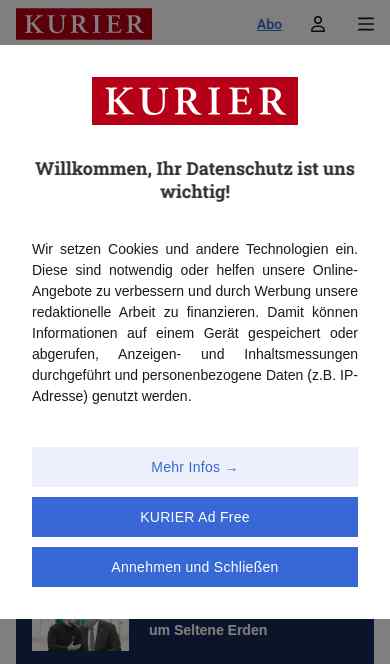 KURIER
Abo
KURIER
Willkommen, Ihr Datenschutz ist uns
wichtig!
Wir setzen Cookies und andere Technologien ein.
Diese sind notwendig oder helfen unsere Online-
Angebote zu verbessern und durch Werbung unsere
redaktionelle Arbeit zu finanzieren. Damit können
Informationen auf einem Gerät gespeichert oder
abgerufen, Anzeigen- und Inhaltsmessungen
durchgeführt und personenbezogene Daten (z.B. IP-
Adresse) genutzt werden.
Mehr Infos →
KURIER Ad Free
Annehmen und Schließen
um Seltene Erden